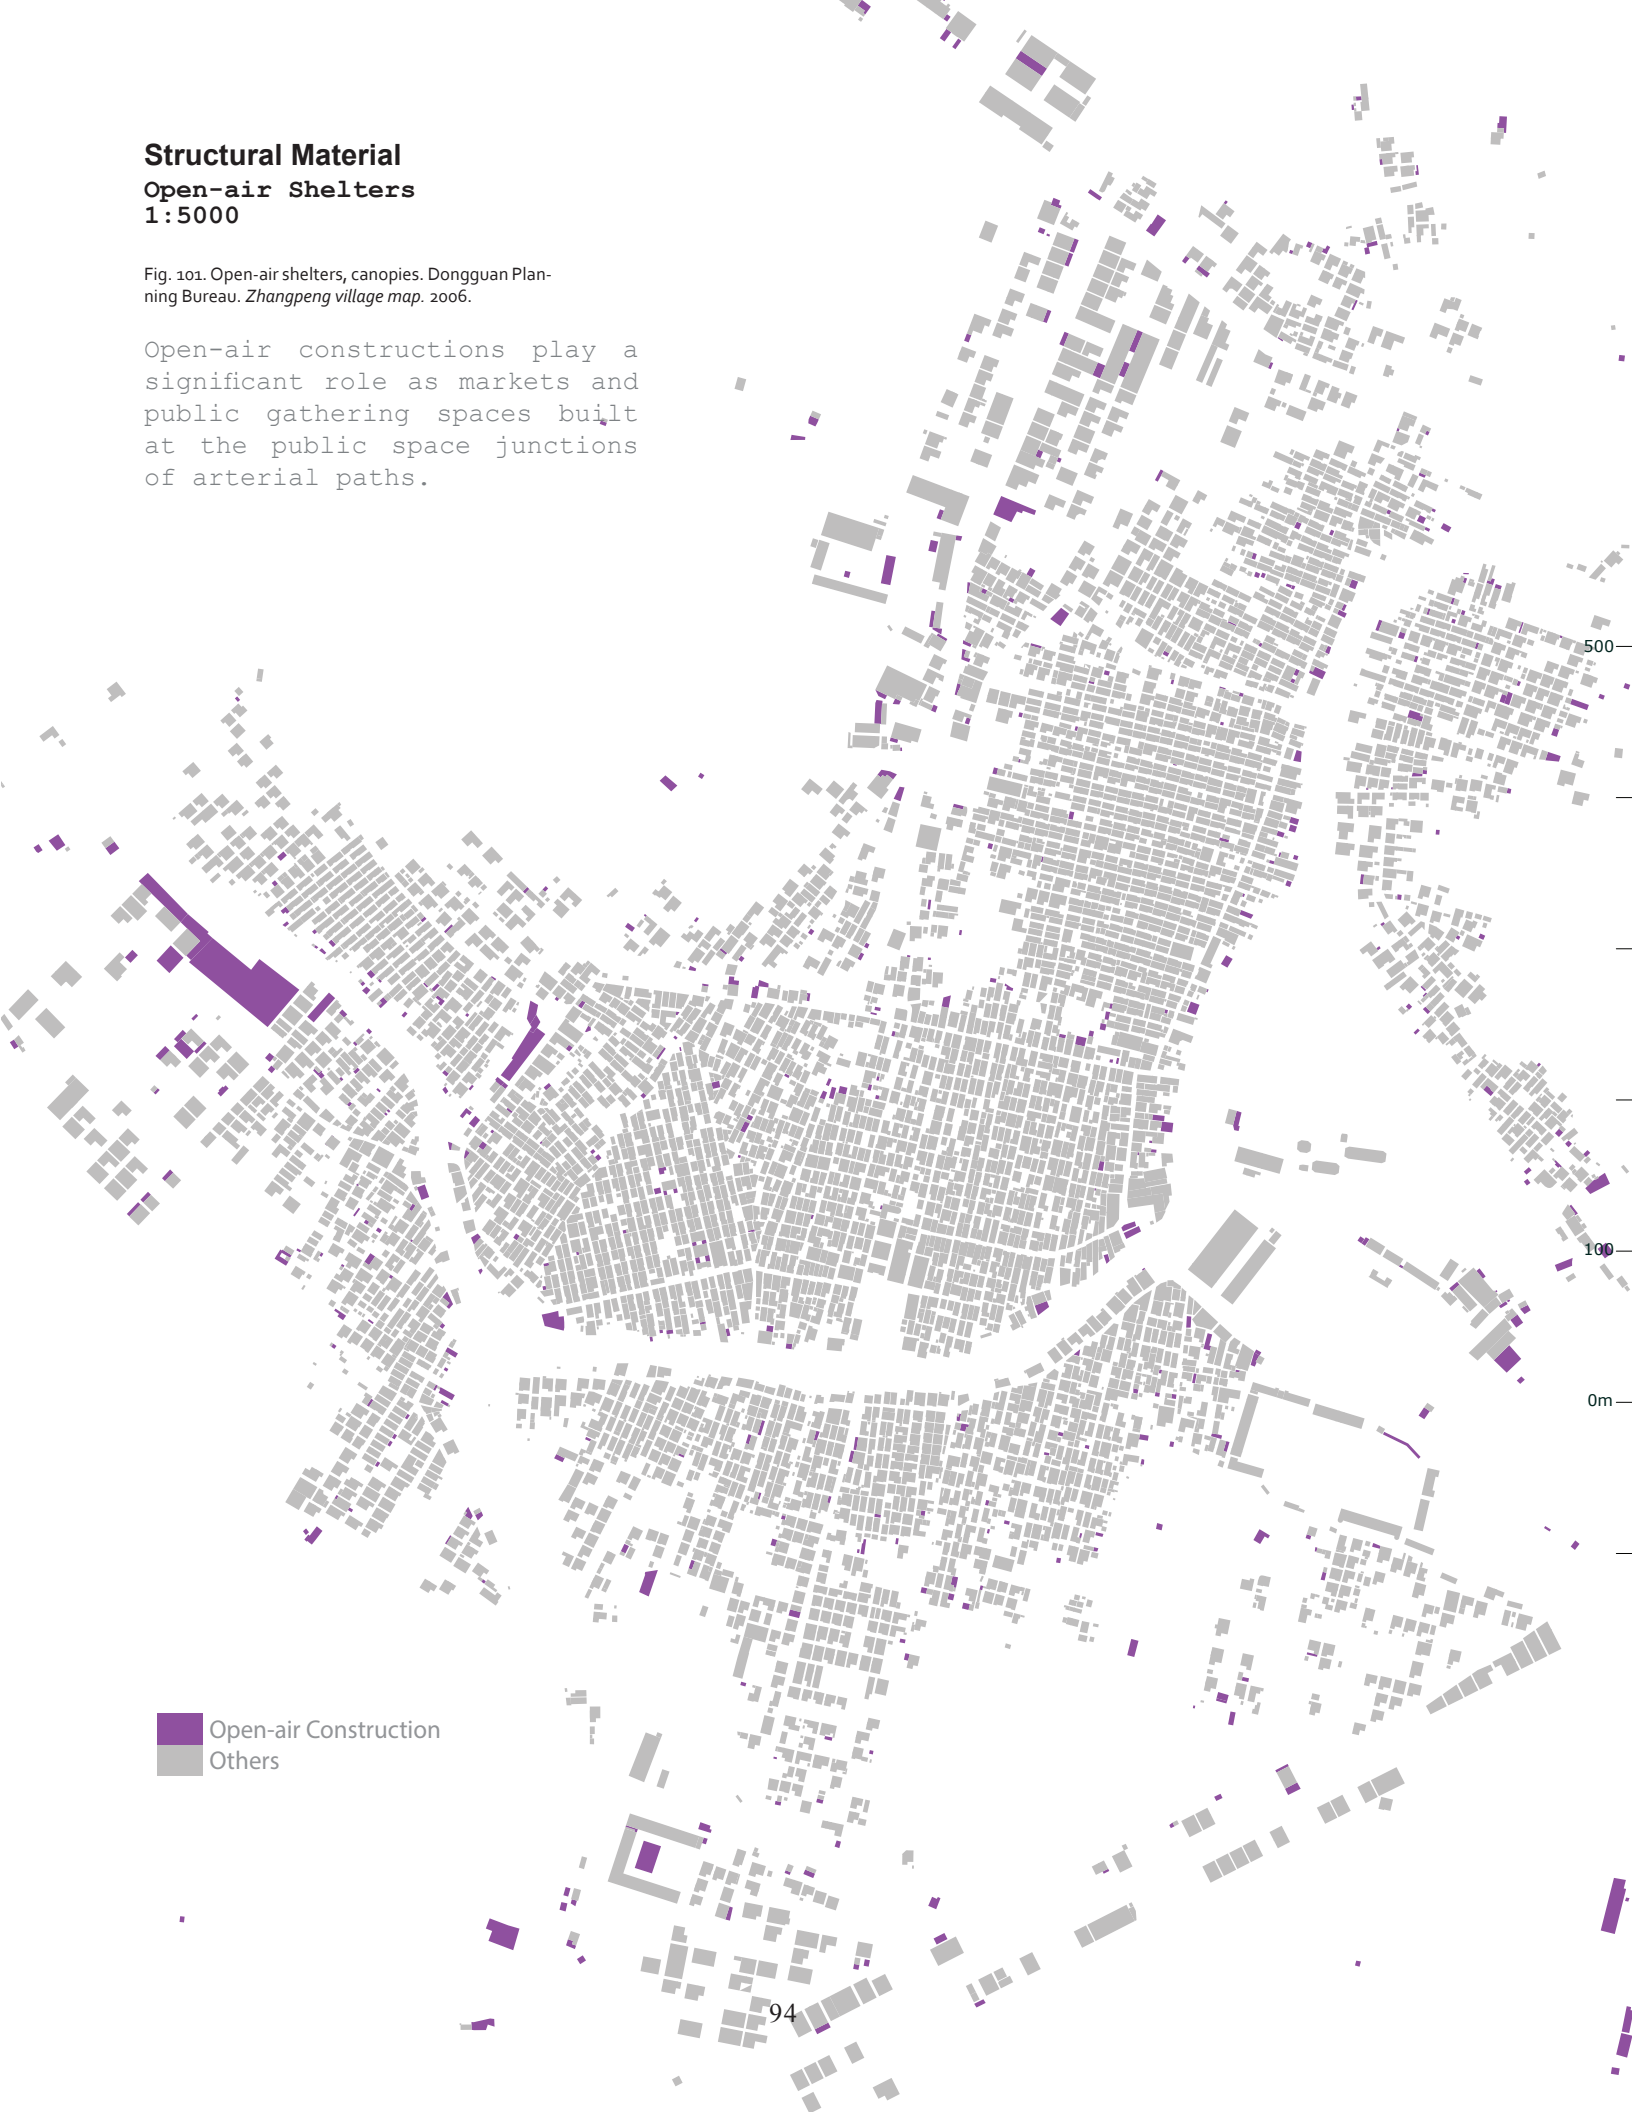 Structural Material
Open-air Shelters
1:5000
Fig. 101. Open-air shelters, canopies. Dongguan Plan-
ning Bureau. Zhangpeng village map. 2006.
Open-air constructions play a
significant role as markets and
public gathering spaces built
at the public space junctions
of arterial paths.
500
100
0m
Open-air Construction
Others
94